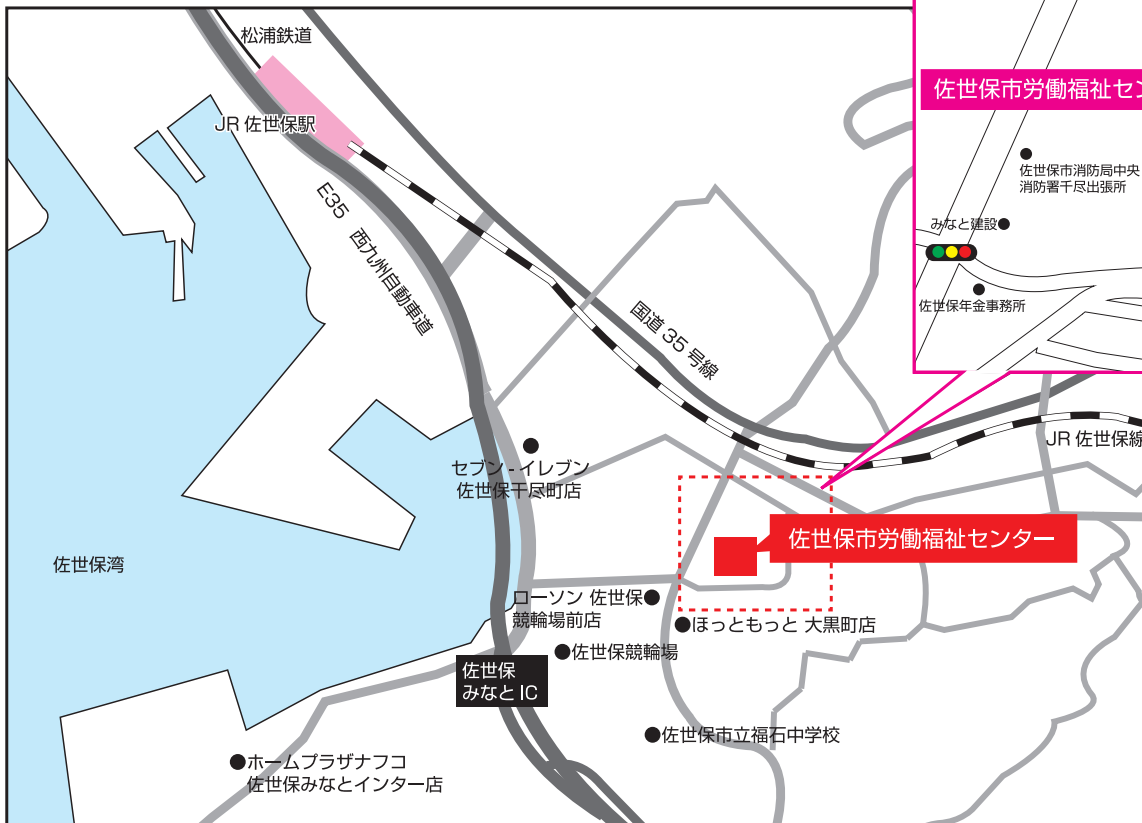 松浦鉄道
JR 佐世保駅
E35 西九州自動車道
国道 35 号線
JR 佐世保線
セブン - イレブン
佐世保干尽町店
佐世保湾
佐世保市労働福祉センター
ローソン 佐世保
競輪場前店
ほっともっと 大黒町店
佐世保競輪場
佐世保
みなと IC
佐世保市立福石中学校
ホームプラザナフコ
佐世保みなとインター店
佐世保市労働福祉セン
佐世保市消防局中央
消防署干尽出張所
みなと建設
佐世保年金事務所